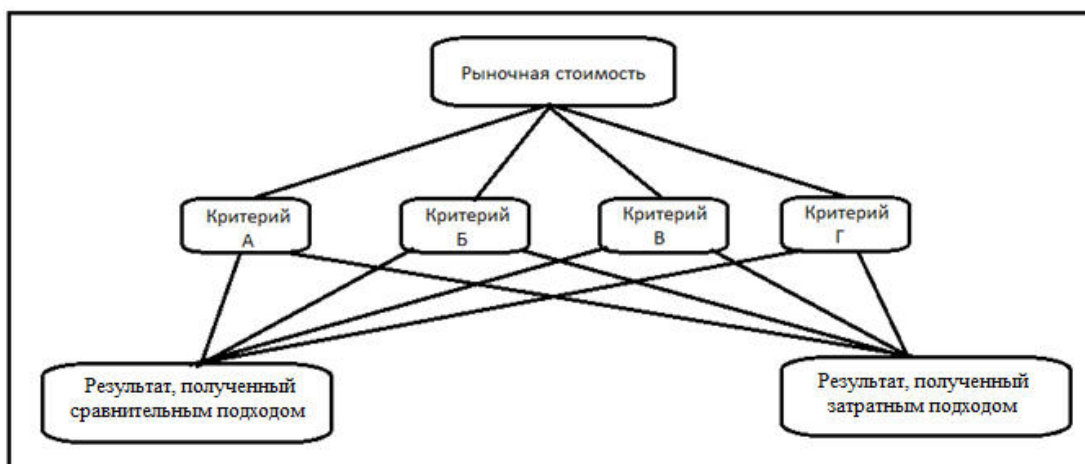 Рыночная стоимость
Критерий
А
Критерий
Б
Критерий
В
Критерий
Г
Результат, полученный
сравнительным подходом
Результат, полученный
затратным подходом